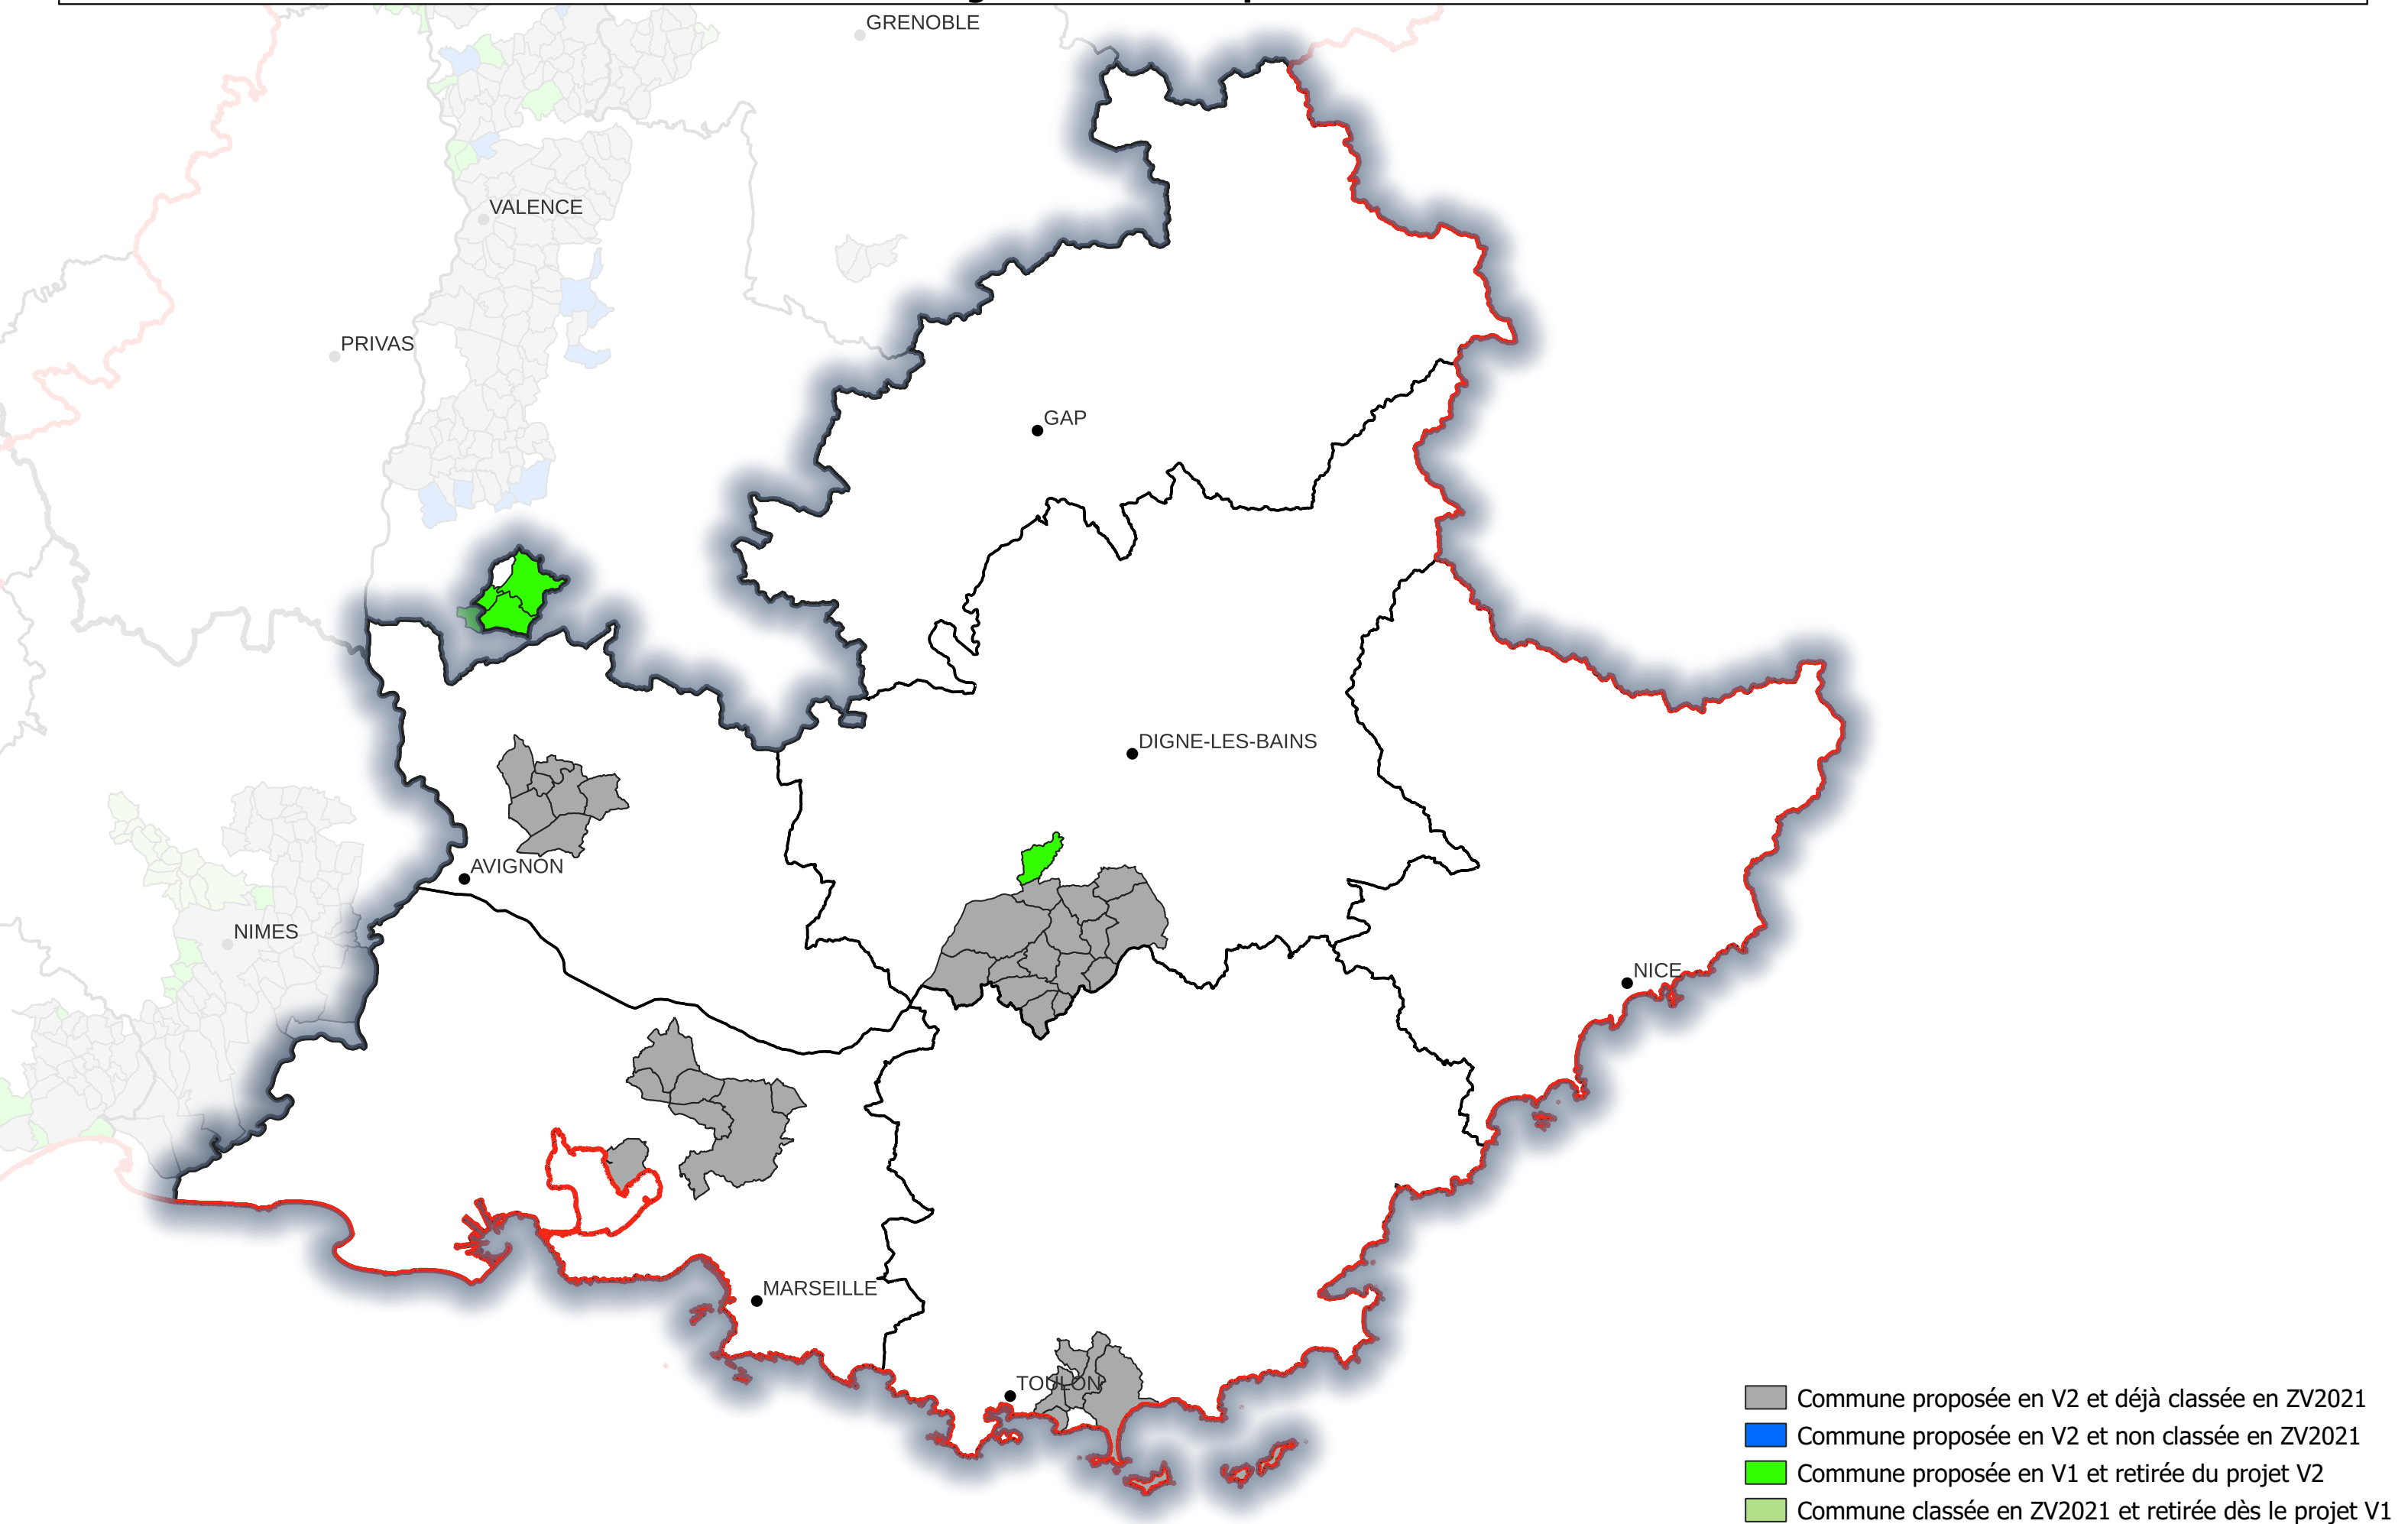 GRENOBLE
VALENCE
PRIVAS
GAP
DIGNE-LES-BAINS
AVIGNON
NIMES
NICE
MARSEILLE
TOULON
Commune proposée en V2 et déjà classée en ZV2021
Commune proposée en V2 et non classée en ZV2021
Commune proposée en V1 et retirée du projet V2
Commune classée en ZV2021 et retirée dès le projet V1